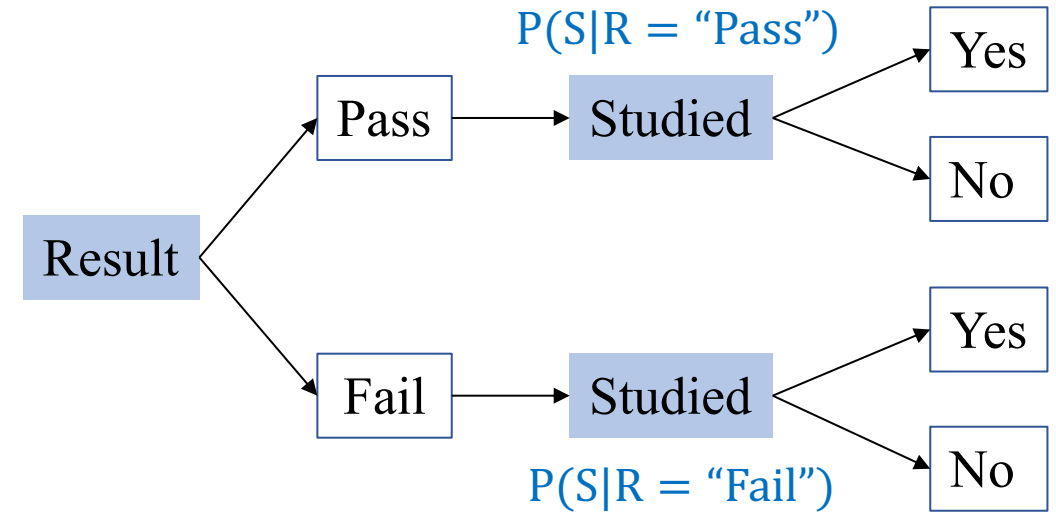 P(S|R = “Pass”)
Yes
Pass
Studied
No
Result
Yes
Fail
Studied
No
P(S|R = “Fail”)